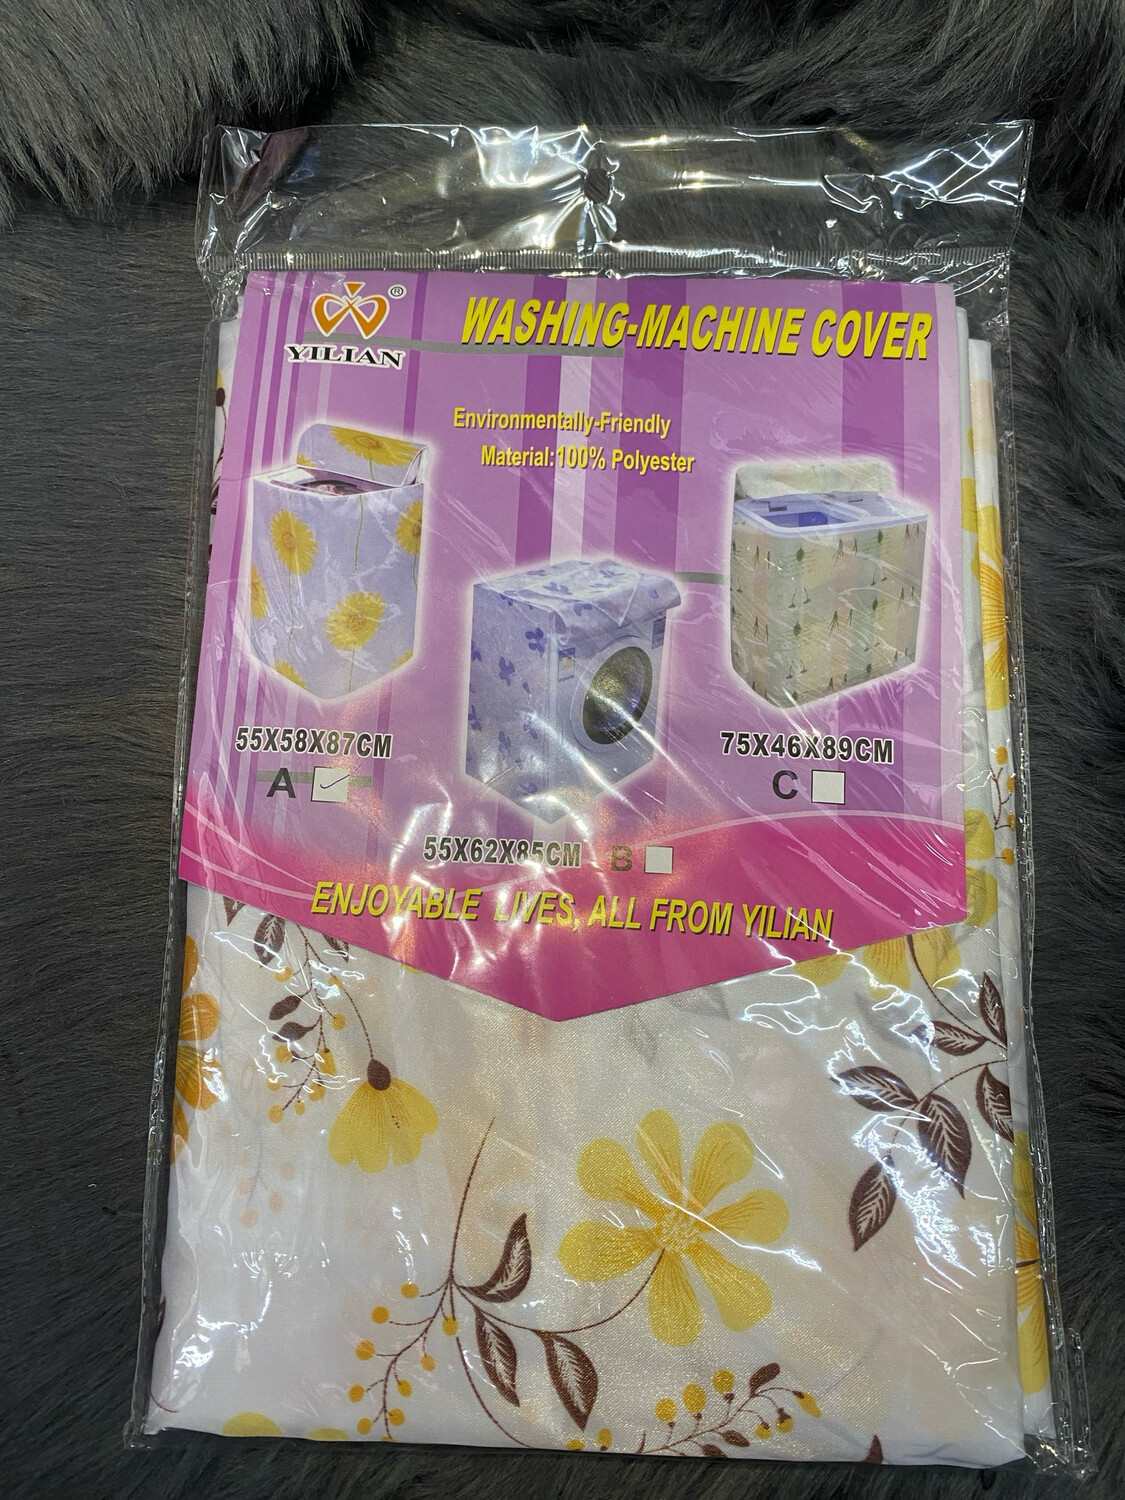 ®
YILIAN
WASHING-MACHINE COVER
Environmentally-Friendly
Material:100% Polyester
55X58X87CM
A
75X46X89CM
C
55X62X85CM B
ENJOYABLE LIVES, ALL FROM YILIAN